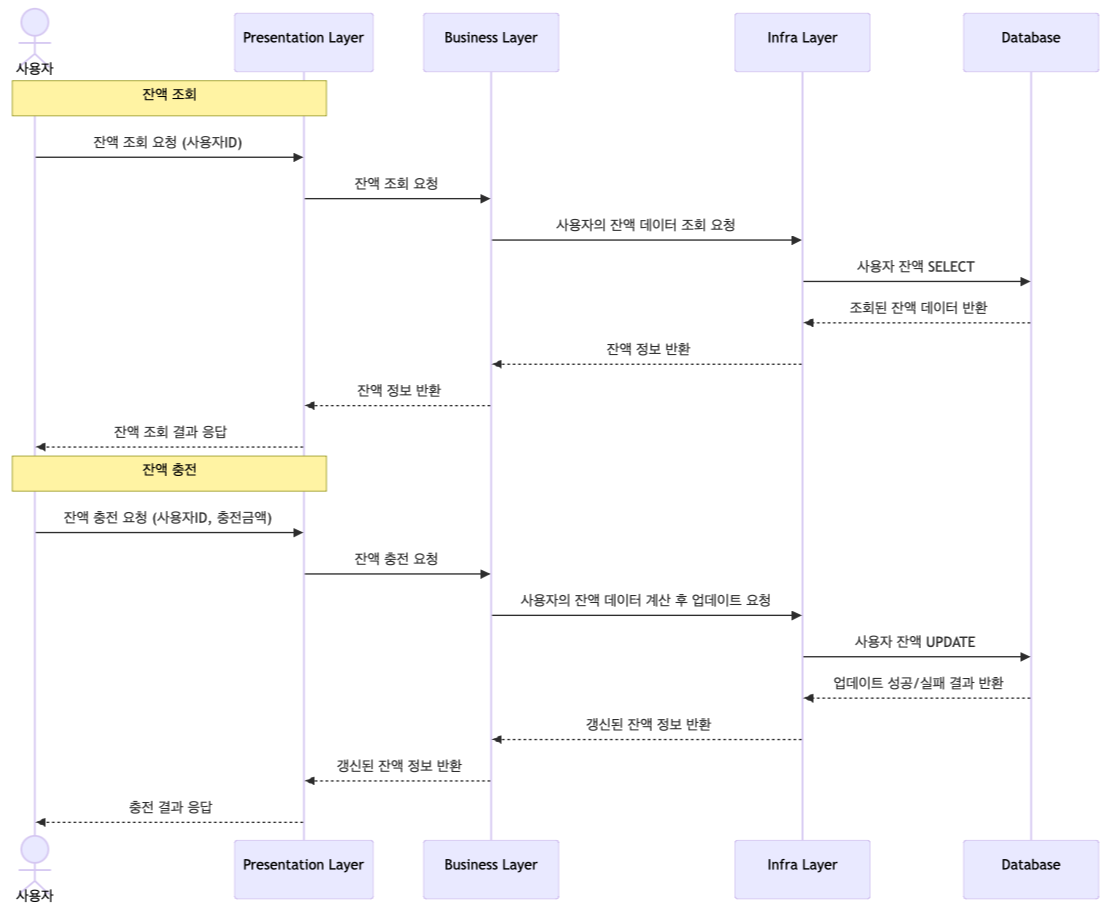 사용자
Presentation Layer
Business Layer
Infra Layer
Database
잔액 조회
잔액 조회 요청 (사용자ID)
잔액 조회 요청
사용자의 잔액 데이터 조회 요청
사용자 잔액 SELECT
조회된 잔액 데이터 반환
잔액 정보 반환
잔액 정보 반환
잔액 조회 결과 응답
잔액 충전
잔액 충전 요청 (사용자ID, 충전금액)
잔액 충전 요청
사용자의 잔액 데이터 계산 후 업데이트 요청
사용자 잔액 UPDATE
업데이트 성공/실패 결과 반환
갱신된 잔액 정보 반환
갱신된 잔액 정보 반환
충전 결과 응답
사용자
Presentation Layer
Business Layer
Infra Layer
Database